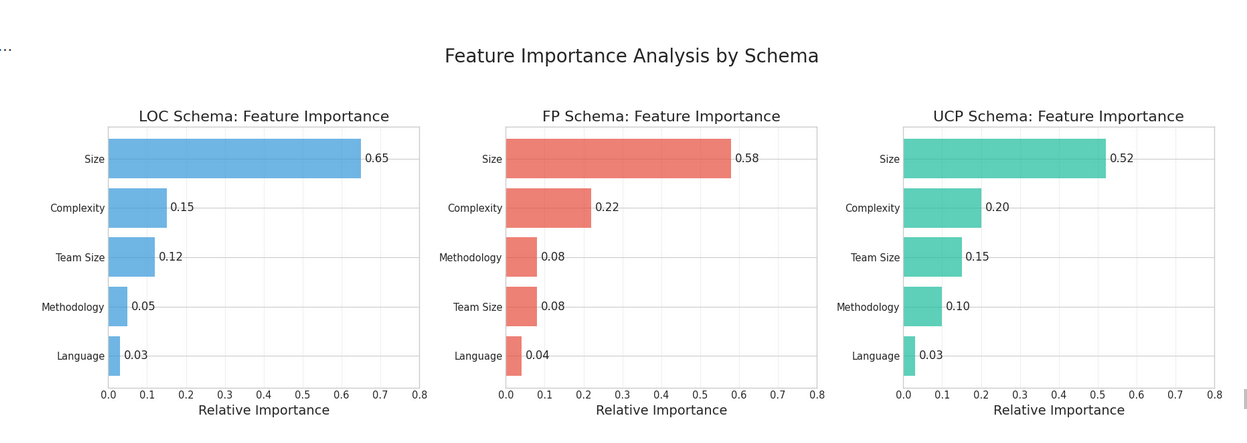 ...
Feature Importance Analysis by Schema
LOC Schema: Feature Importance
Size 0.65
Complexity 0.15
Team Size 0.12
Methodology 0.05
Language 0.03
0.0 0.1 0.2 0.3 0.4 0.5 0.6 0.7 0.8
Relative Importance
FP Schema: Feature Importance
Size 0.58
Complexity 0.22
Methodology 0.08
Team Size 0.08
Language 0.04
0.0 0.1 0.2 0.3 0.4 0.5 0.6 0.7 0.8
Relative Importance
UCP Schema: Feature Importance
Size 0.52
Complexity 0.20
Team Size 0.15
Methodology 0.10
Language 0.03
0.0 0.1 0.2 0.3 0.4 0.5 0.6 0.7 0.8
Relative Importance